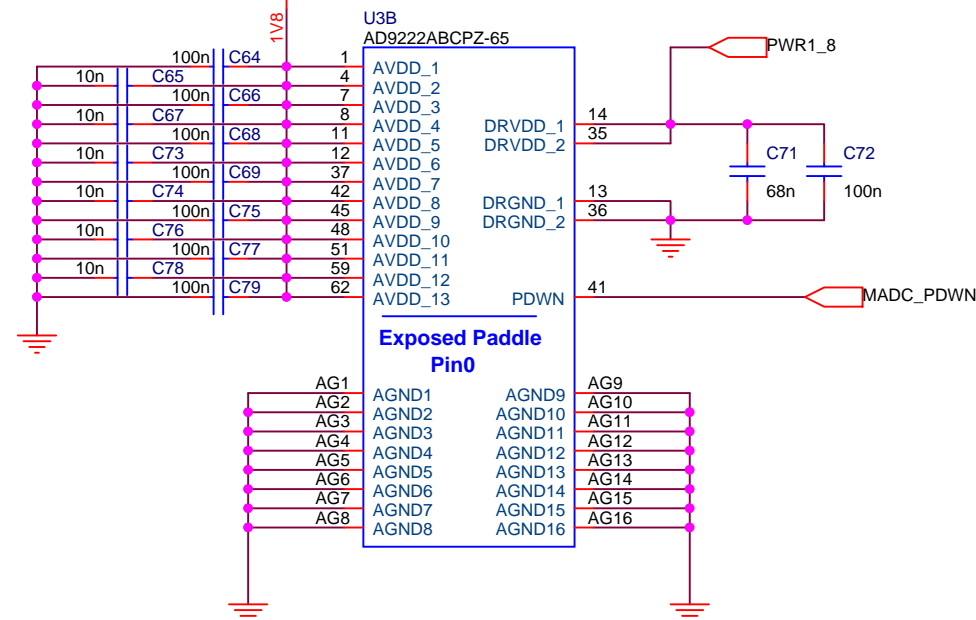 1V8
U3B
AD9222ABCPZ-65
PWR1_8
100n C64 1 AVDD_1
10n C65 4 AVDD_2
100n C66 7 AVDD_3
10n C67 8 AVDD_4 DRVDD_1 14
100n C68 11 AVDD_5 DRVDD_2 35
10n C73 12 AVDD_6 C71 C72
100n C69 37 AVDD_7
10n C74 42 AVDD_8 DRGND_1 13 68n 100n
100n C75 45 AVDD_9 DRGND_2 36
10n C76 48 AVDD_10
100n C77 51 AVDD_11
10n C78 59 AVDD_12
100n C79 62 AVDD_13 PDWN 41 MADC_PDWN
Exposed Paddle
Pin0
AG1 AGND1 AGND9 AG9
AG2 AGND2 AGND10 AG10
AG3 AGND3 AGND11 AG11
AG4 AGND4 AGND12 AG12
AG5 AGND5 AGND13 AG13
AG6 AGND6 AGND14 AG14
AG7 AGND7 AGND15 AG15
AG8 AGND8 AGND16 AG16